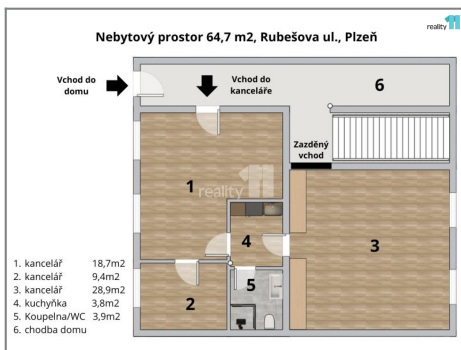 reality 11
Nebytový prostor 64,7 m2, Rubešova ul., Plzeň
Vchod do
domu
Vchod do
kanceláře
6
Zazděný
vchod
1
reality 11
4
3
5
2
1. kancelář 18,7m2
2. kancelář 9,4m2
3. kancelář 28,9m2
4. kuchyňka 3,8m2
5. Koupelna/WC 3,9m2
6. chodba domu